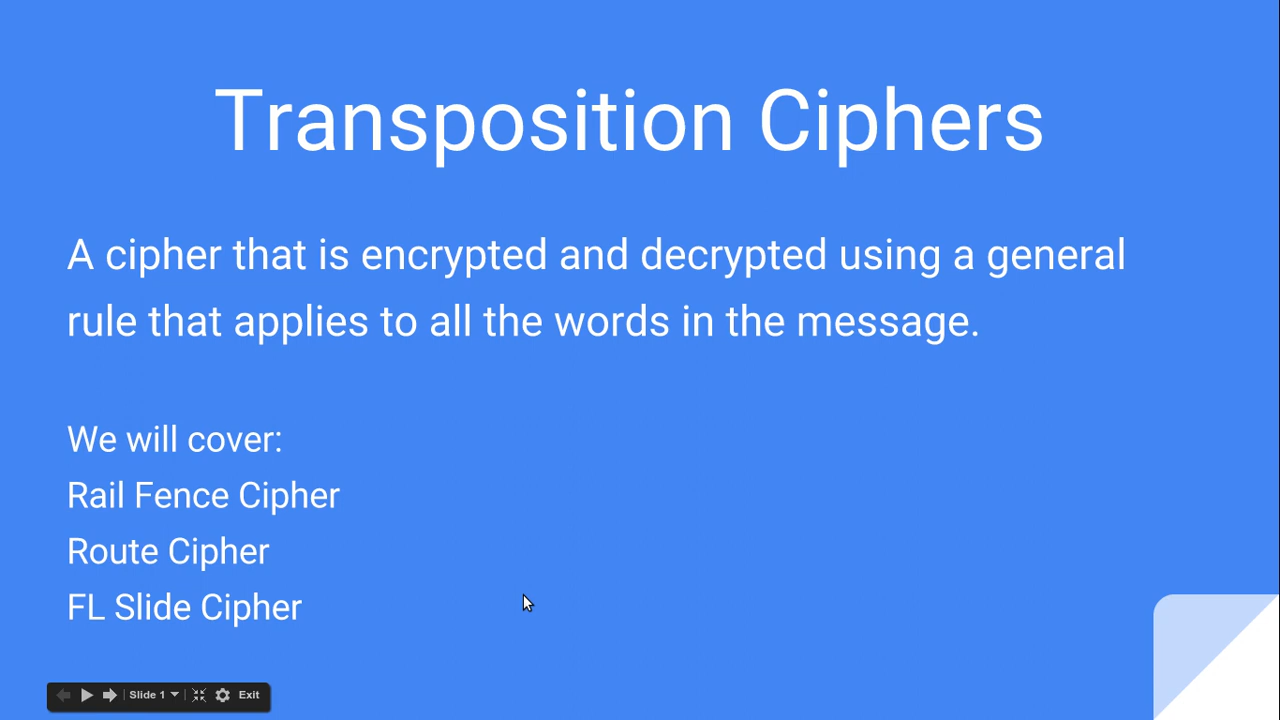 Transposition Ciphers
A cipher that is encrypted and decrypted using a general
rule that applies to all the words in the message.
We will cover:
Rail Fence Cipher
Route Cipher
FL Slide Cipher
Slide 1 Exit